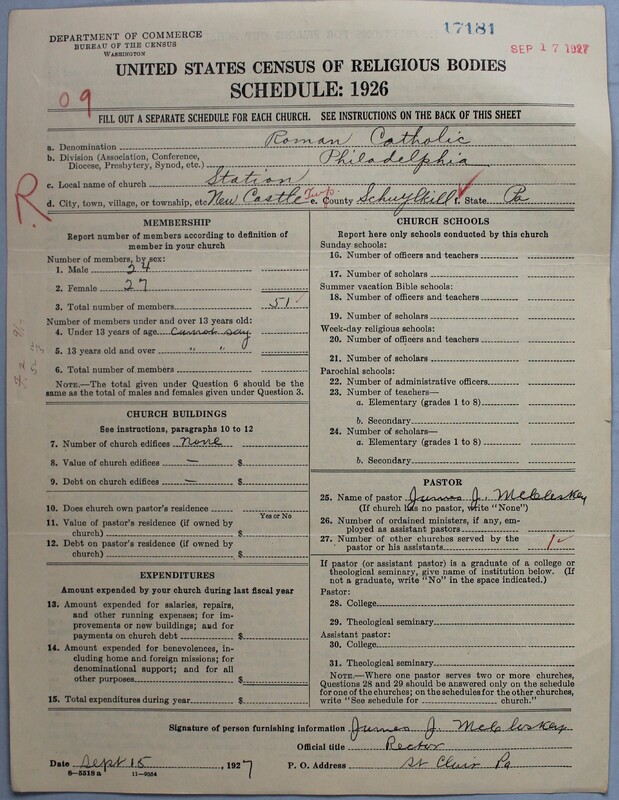 DEPARTMENT OF COMMERCE
BUREAU OF THE CENSUS
WASHINGTON
17181
SEP 17 1927
UNITED STATES CENSUS OF RELIGIOUS BODIES
SCHEDULE: 1926
09
FILL OUT A SEPARATE SCHEDULE FOR EACH CHURCH. SEE INSTRUCTIONS ON THE BACK OF THIS SHEET
a. Denomination Roman Catholic
b. Division (Association, Conference, Diocese, Presbytery, Synod, etc.) Philadelphia
c. Local name of church Station
d. City, town, village, or township, etc. New Castle Twp. e. County Schuylkill f. State Pa
R
MEMBERSHIP
Report number of members according to definition of
member in your church
Number of members, by sex:
1. Male 24
2. Female 27
3. Total number of members 51
Number of members under and over 13 years old:
4. Under 13 years of age Cannot say
5. 13 years old and over " "
6. Total number of members
NOTE.—The total given under Question 6 should be the
same as the total of males and females given under Question 3.
CHURCH BUILDINGS
See instructions, paragraphs 10 to 12
7. Number of church edifices none
8. Value of church edifices — $
9. Debt on church edifices — $
10. Does church own pastor's residence
Yes or No
11. Value of pastor's residence (if owned by
church) $
12. Debt on pastor's residence (if owned by
church) $
EXPENDITURES
Amount expended by your church during last fiscal year
13. Amount expended for salaries, repairs,
and other running expenses; for im-
provements or new buildings; and for
payments on church debt $
14. Amount expended for benevolences, in-
cluding home and foreign missions; for
denominational support; and for all
other purposes $
15. Total expenditures during year $
CHURCH SCHOOLS
Report here only schools conducted by this church
Sunday schools:
16. Number of officers and teachers
17. Number of scholars
Summer vacation Bible schools:
18. Number of officers and teachers
19. Number of scholars
Week-day religious schools:
20. Number of officers and teachers
21. Number of scholars
Parochial schools:
22. Number of administrative officers
23. Number of teachers—
a. Elementary (grades 1 to 8)
b. Secondary
24. Number of scholars—
a. Elementary (grades 1 to 8)
b. Secondary
PASTOR
25. Name of pastor James J. McCloskey
(If church has no pastor, write "None")
26. Number of ordained ministers, if any, em-
ployed as assistant pastors
27. Number of other churches served by the
pastor or his assistants 1
If pastor (or assistant pastor) is a graduate of a college or
theological seminary, give name of institution below. (If
not a graduate, write "No" in the space indicated.)
Pastor:
28. College
29. Theological seminary
Assistant pastor:
30. College
31. Theological seminary
NOTE.—Where one pastor serves two or more churches,
Questions 28 and 29 should be answered only on the schedule
for one of the churches; on the schedules for the other churches,
write "See schedule for church."
Signature of person furnishing information James J. McCloskey
Official title Rector
Date Sept 15, 1927 P. O. Address St Clair Pa
8-5518a 11-9554